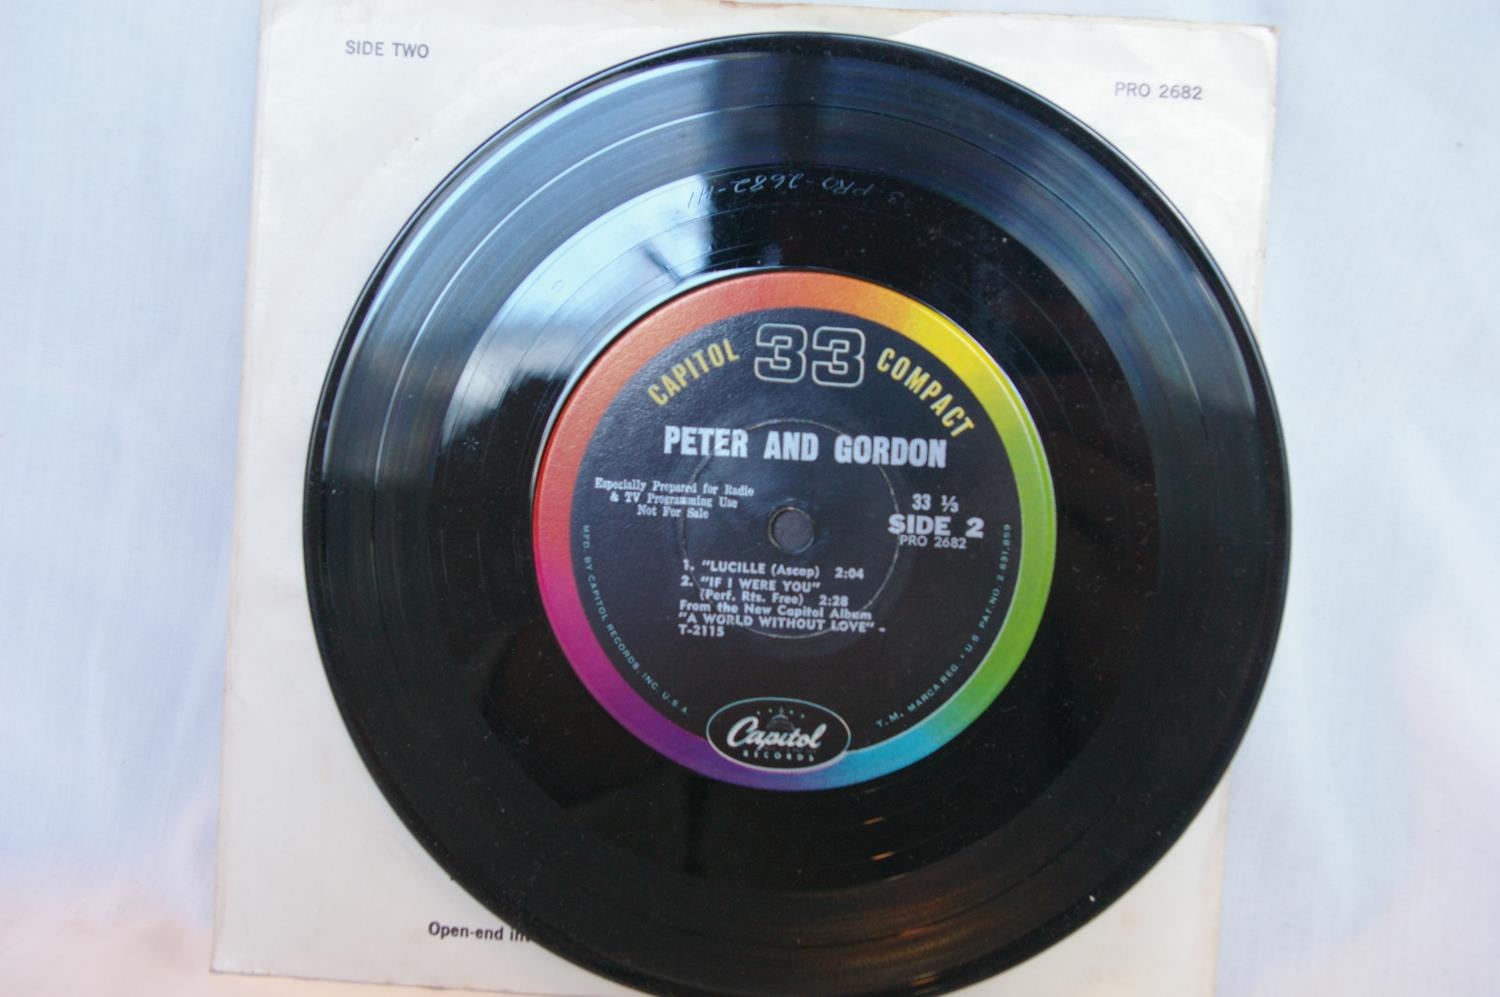 SIDE TWO
PRO 2682
33 PRO-2682-H1
CAPITOL 33 COMPACT
PETER AND GORDON
Especially Prepared for Radio
& TV Programming Use
Not For Sale
33 ⅓
SIDE 2
PRO 2682
1. "LUCILLE (Ascap) 2:04
2. "IF I WERE YOU"
(Perf. Rts. Free) 2:28
From the New Capitol Album
"A WORLD WITHOUT LOVE" -
T-2115
MFD. BY CAPITOL RECORDS, INC. U.S.A.
T.M. MARCA REG. • U.S. PAT. NO. 2,631,859
Capitol
RECORDS
Open-end